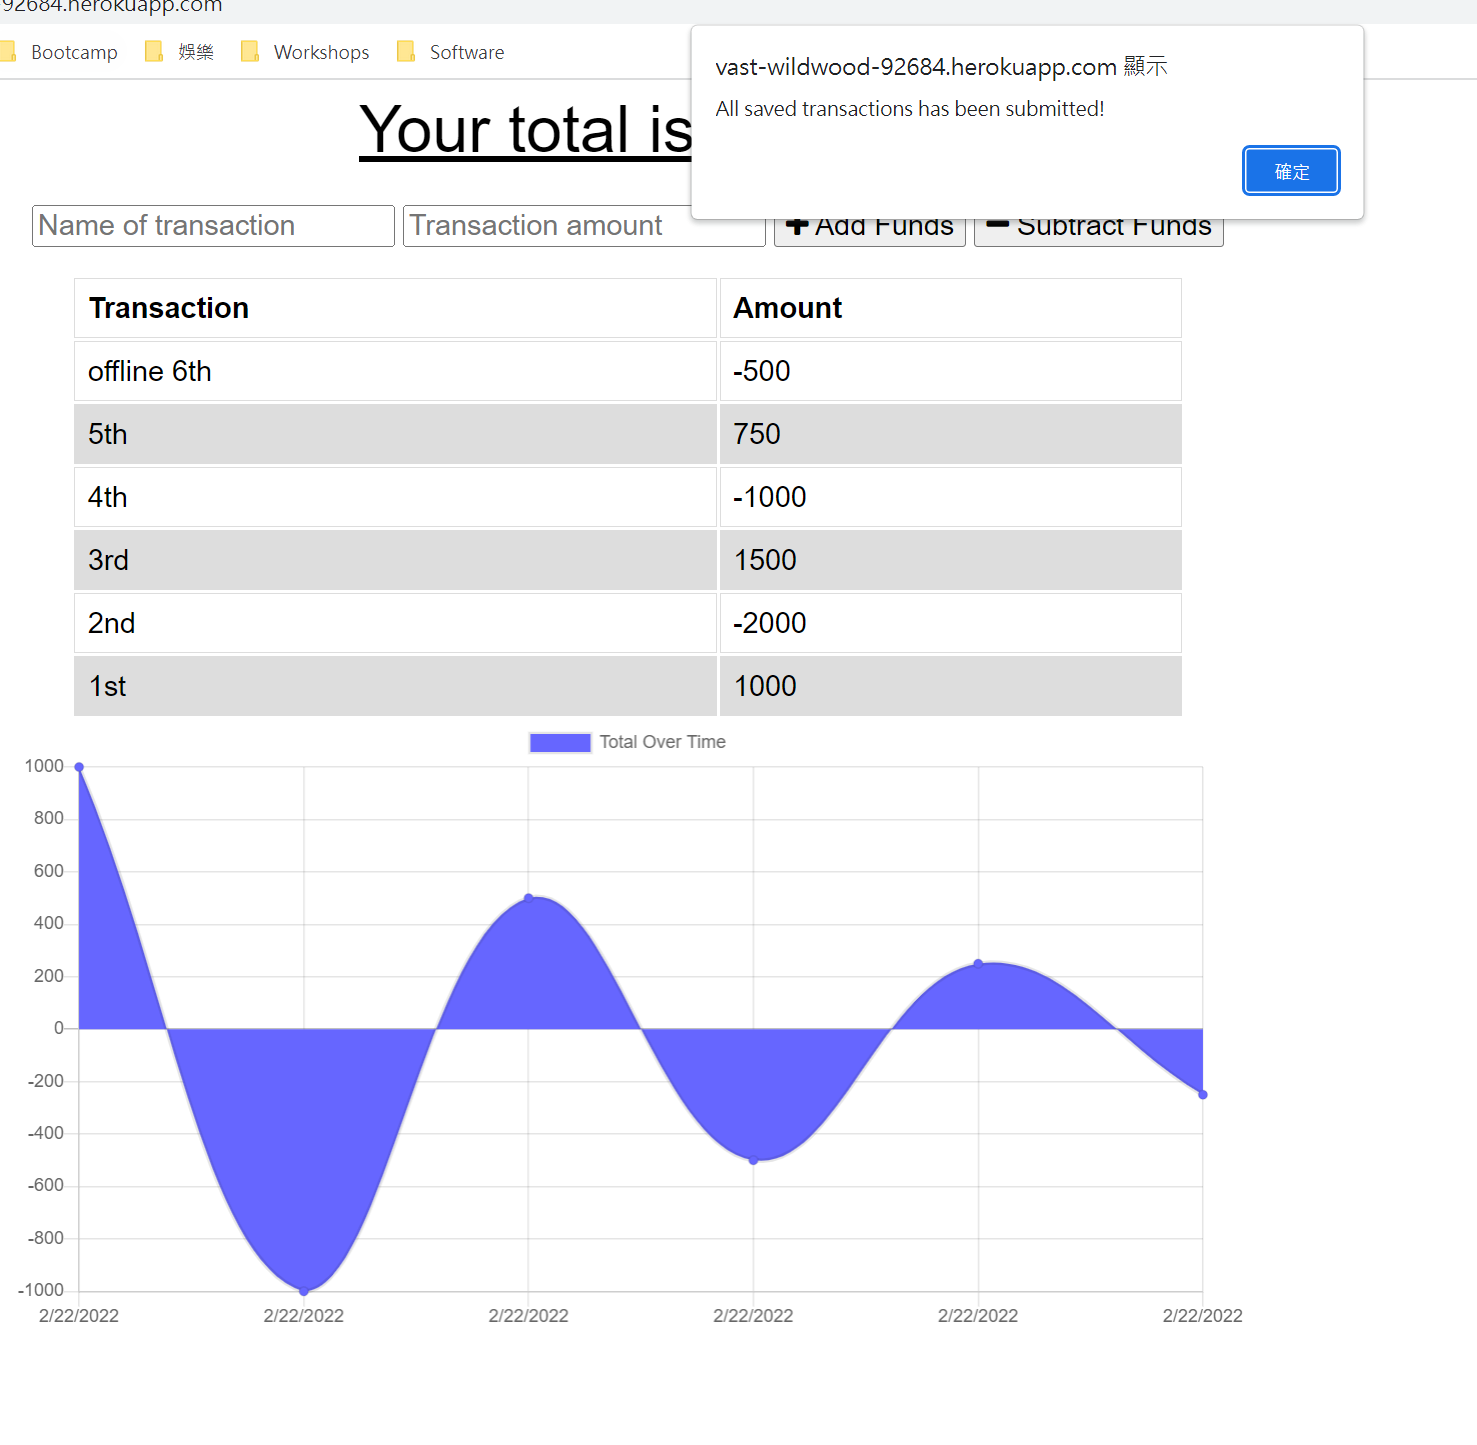 -92684.herokuapp.com
Bootcamp 娛樂 Workshops Software
vast-wildwood-92684.herokuapp.com 顯示
All saved transactions has been submitted!
確定
Your total is
Name of transaction Transaction amount Add Funds Subtract Funds
Transaction Amount
offline 6th -500
5th 750
4th -1000
3rd 1500
2nd -2000
1st 1000
Total Over Time
1000
800
600
400
200
0
-200
-400
-600
-800
-1000
2/22/2022 2/22/2022 2/22/2022 2/22/2022 2/22/2022 2/22/2022